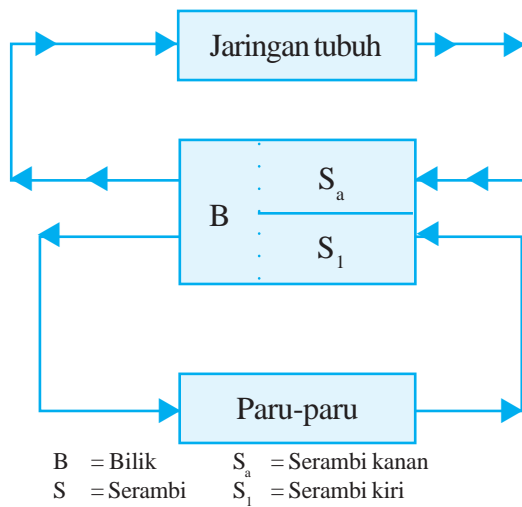 Jaringan tubuh
B
Sa
S1
Paru-paru
B = Bilik Sa = Serambi kanan
S = Serambi S1 = Serambi kiri